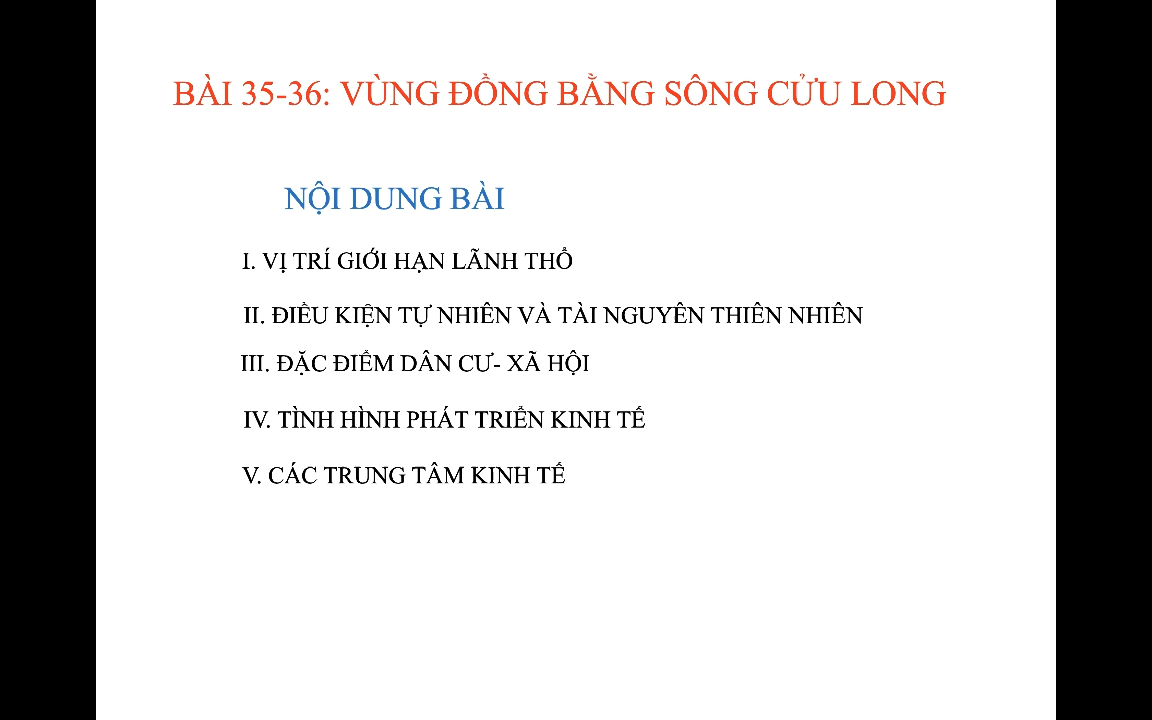 BÀI 35-36: VÙNG ĐỒNG BẰNG SÔNG CỬU LONG
NỘI DUNG BÀI
I. VỊ TRÍ GIỚI HẠN LÃNH THỔ
II. ĐIỀU KIỆN TỰ NHIÊN VÀ TÀI NGUYÊN THIÊN NHIÊN
III. ĐẶC ĐIỂM DÂN CƯ- XÃ HỘI
IV. TÌNH HÌNH PHÁT TRIỂN KINH TẾ
V. CÁC TRUNG TÂM KINH TẾ